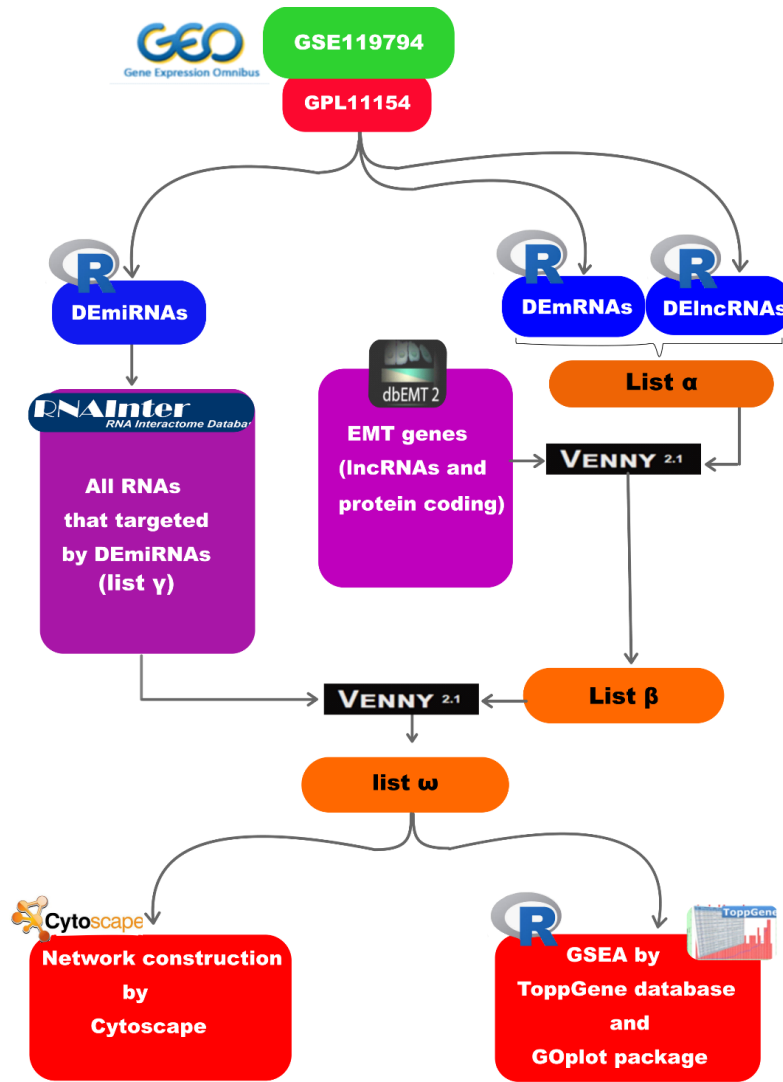 GEO
Gene Expression Omnibus
GSE119794
GPL11154
R
DEmiRNAs
R
DEmRNAs
R
DElncRNAs
List α
RNAInter
RNA Interactome Databa
All RNAs
that targeted
by DEmiRNAs
(list γ)
dbEMT 2
EMT genes
(lncRNAs and
protein coding)
VENNY 2.1
List β
VENNY 2.1
list ω
Cytoscape
Network construction
by
Cytoscape
R
ToppGene
GSEA by
ToppGene database
and
GOplot package